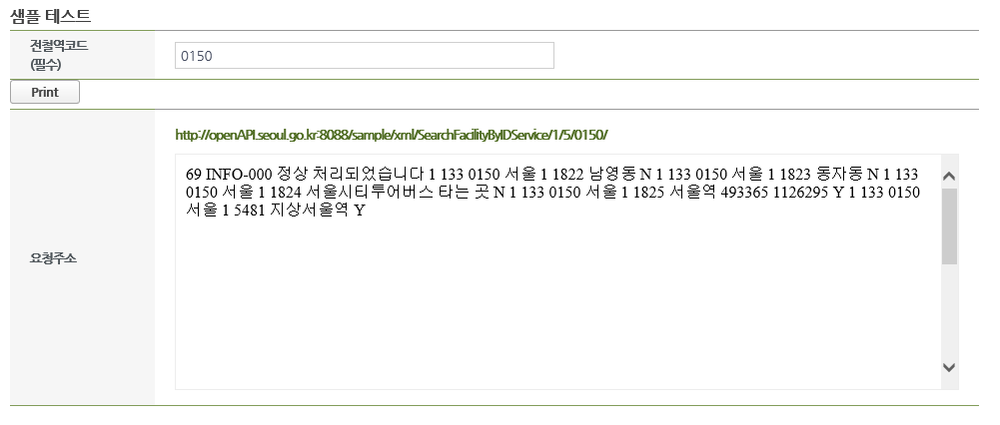 샘플 테스트
전철역코드
(필수)
0150
Print
http://openAPI.seoul.go.kr:8088/sample/xml/SearchFacilityByIDService/1/5/0150/
69 INFO-000 정상 처리되었습니다 1 133 0150 서울 1 1822 남영동 N 1 133 0150 서울 1 1823 동자동 N 1 133
0150 서울 1 1824 서울시티투어버스 타는 곳 N 1 133 0150 서울 1 1825 서울역 493365 1126295 Y 1 133 0150
서울 1 5481 지상서울역 Y
요청주소